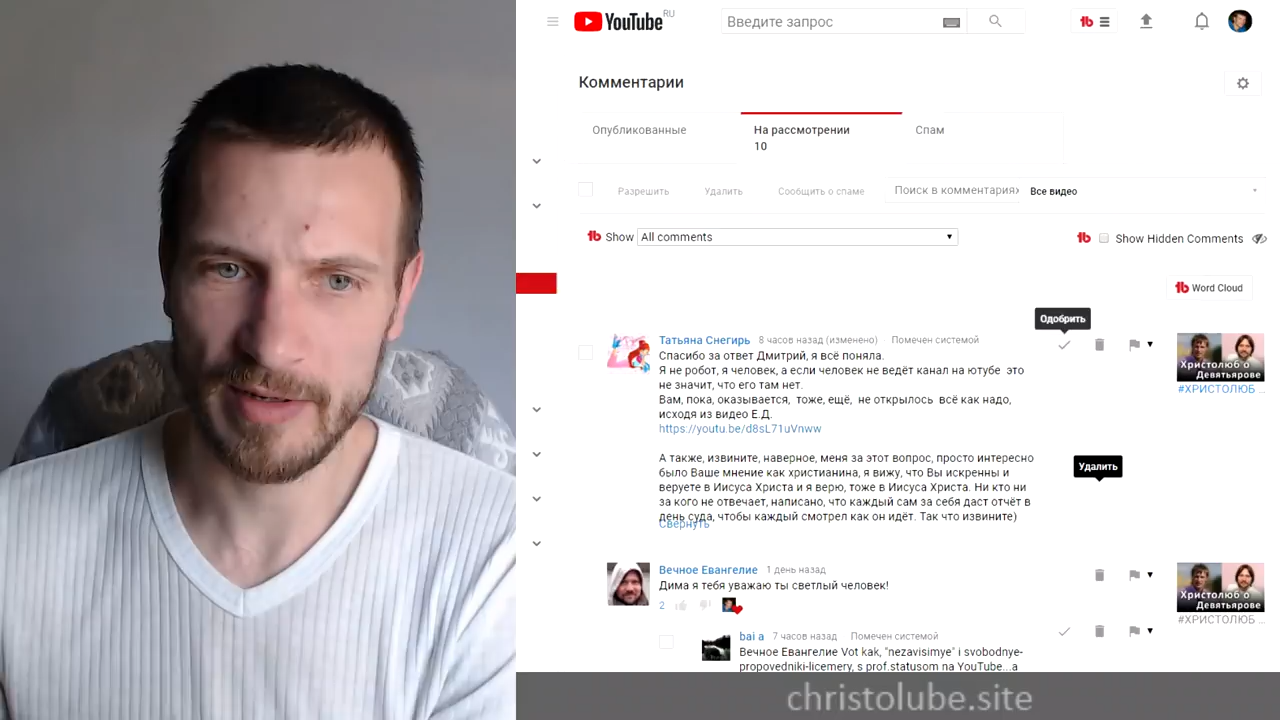 YouTube RU
Введите запрос
Комментарии
Опубликованные
На рассмотрении
10
Спам
Разрешить
Удалить
Сообщить о спаме
Поиск в комментариях
Все видео
Show
All comments
Show Hidden Comments
Word Cloud
Одобрить
Татьяна Снегирь 8 часов назад (изменено) Помечен системой
Спасибо за ответ Дмитрий, я всё поняла.
Я не робот, я человек, а если человек не ведёт канал на ютубе это
не значит, что его там нет.
Вам, пока, оказывается, тоже, ещё, не открылось всё как надо,
исходя из видео Е.Д.
https://youtu.be/d8sL71uVnww
А также, извините, наверное, меня за этот вопрос, просто интересно
было Ваше мнение как христианина, я вижу, что Вы искренны и
веруете в Иисуса Христа и я верю, тоже в Иисуса Христа. Ни кто ни
за кого не отвечает, написано, что каждый сам за себя даст отчёт в
день суда, чтобы каждый смотрел как он идёт. Так что извините)
Свернуть
Христолюб о
Девятьярове
#ХРИСТОЛЮБ ...
Удалить
Вечное Евангелие 1 день назад
Дима я тебя уважаю ты светлый человек!
2
Христолюб о
Девятьярове
#ХРИСТОЛЮБ ...
bai a 7 часов назад Помечен системой
Вечное Евангелие Vot kak, "nezavisimye" i svobodnye-
propovedniki-licemery, s prof.statusom na YouTube...a
christolube.site